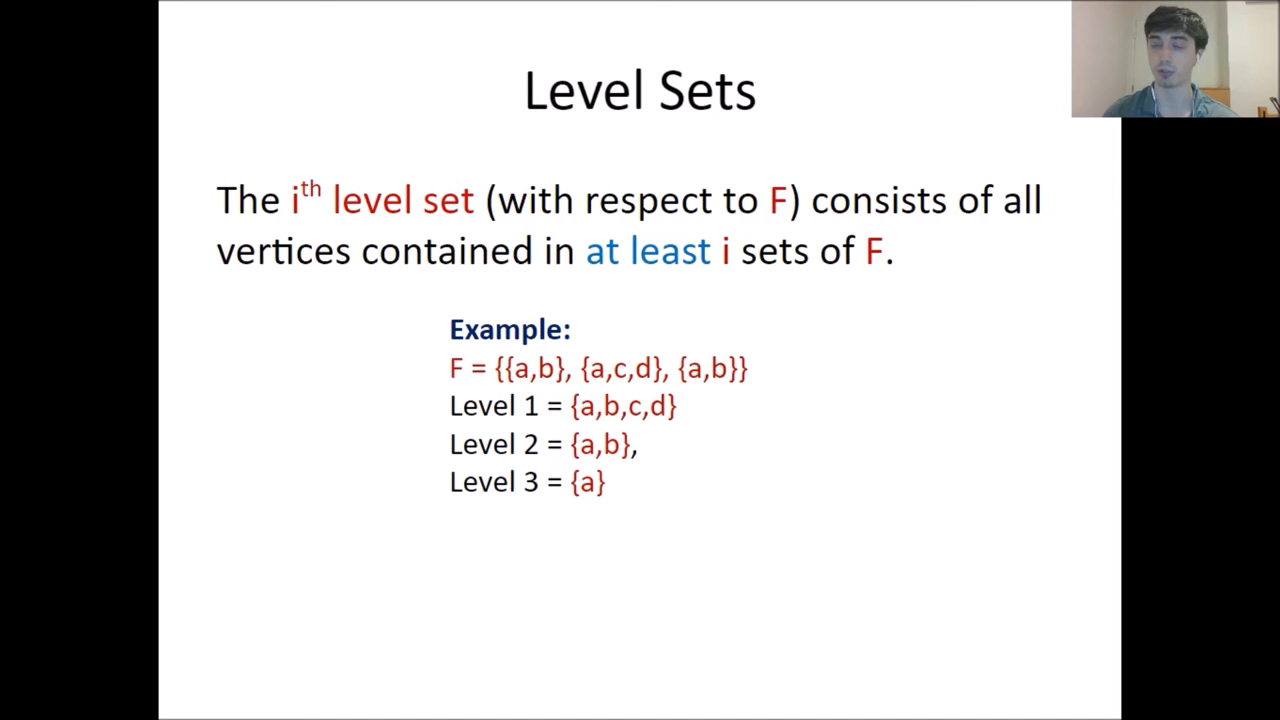 Level Sets
The iᵗʰ level set (with respect to F) consists of all
vertices contained in at least i sets of F.
Example:
F = {{a,b}, {a,c,d}, {a,b}}
Level 1 = {a,b,c,d}
Level 2 = {a,b},
Level 3 = {a}